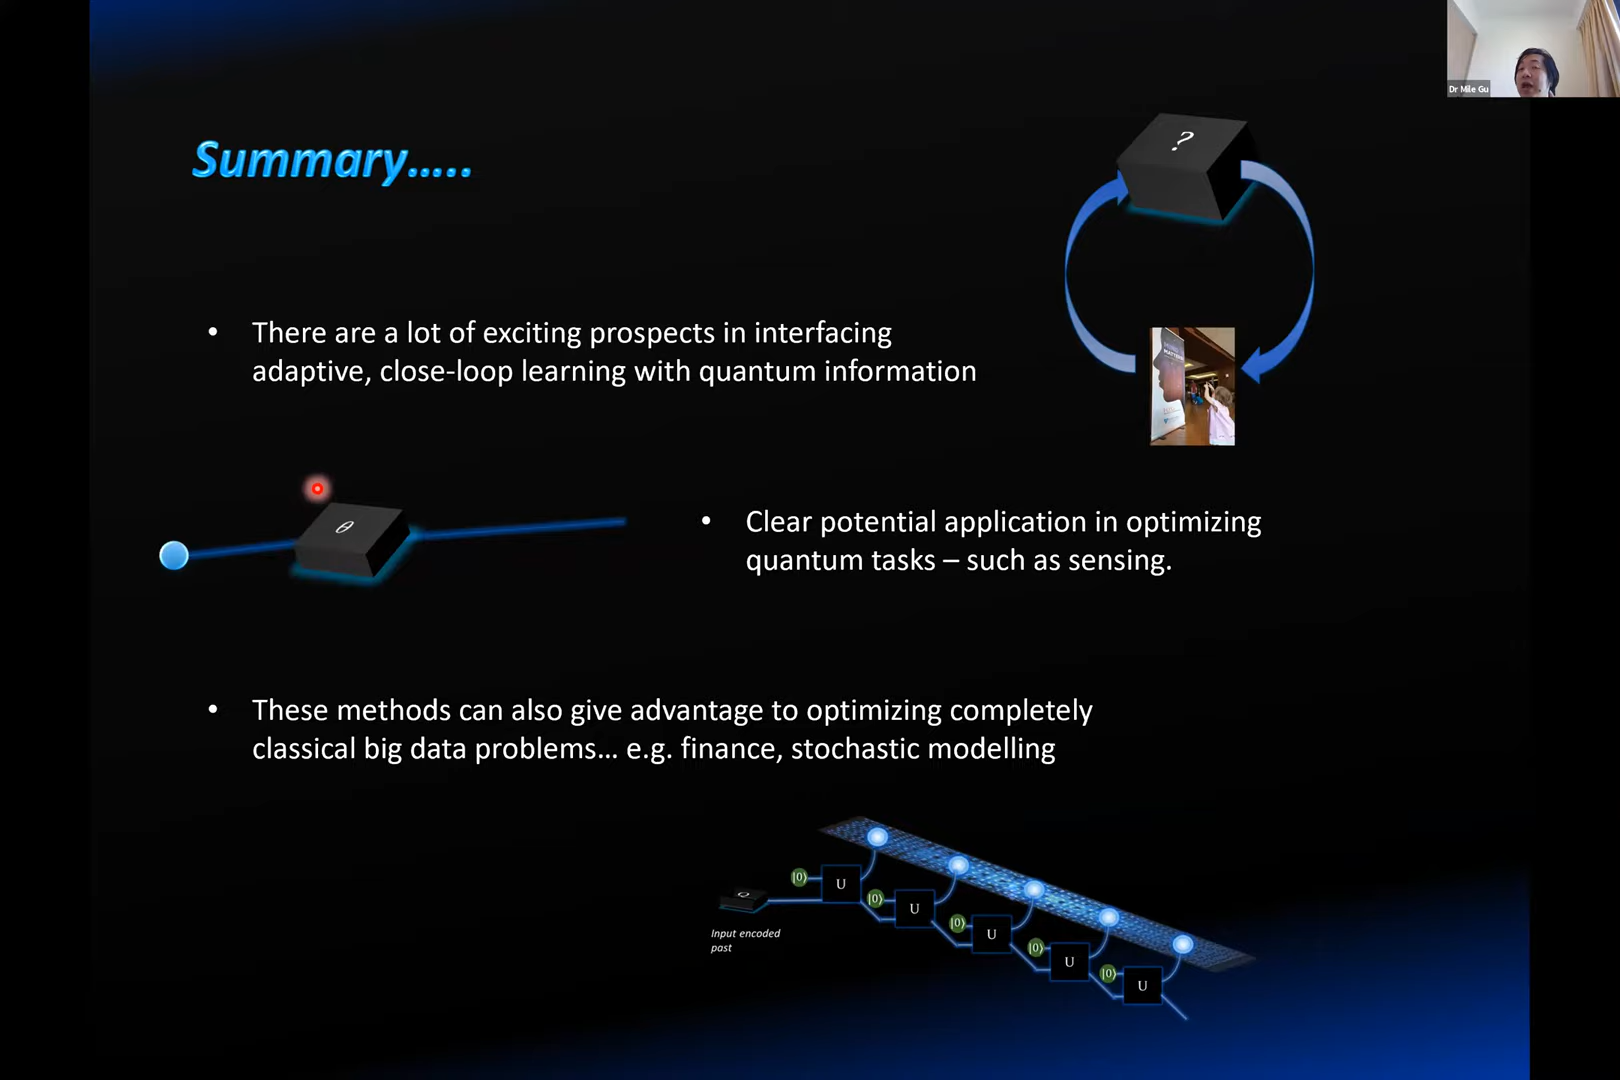 Dr Mile Gu
?
Summary.....
There are a lot of exciting prospects in interfacing
adaptive, close-loop learning with quantum information
MATTERS
θ
Clear potential application in optimizing
quantum tasks – such as sensing.
These methods can also give advantage to optimizing completely
classical big data problems... e.g. finance, stochastic modelling
|0⟩
U
|0⟩
U
|0⟩
U
|0⟩
U
|0⟩
U
Input encoded
past